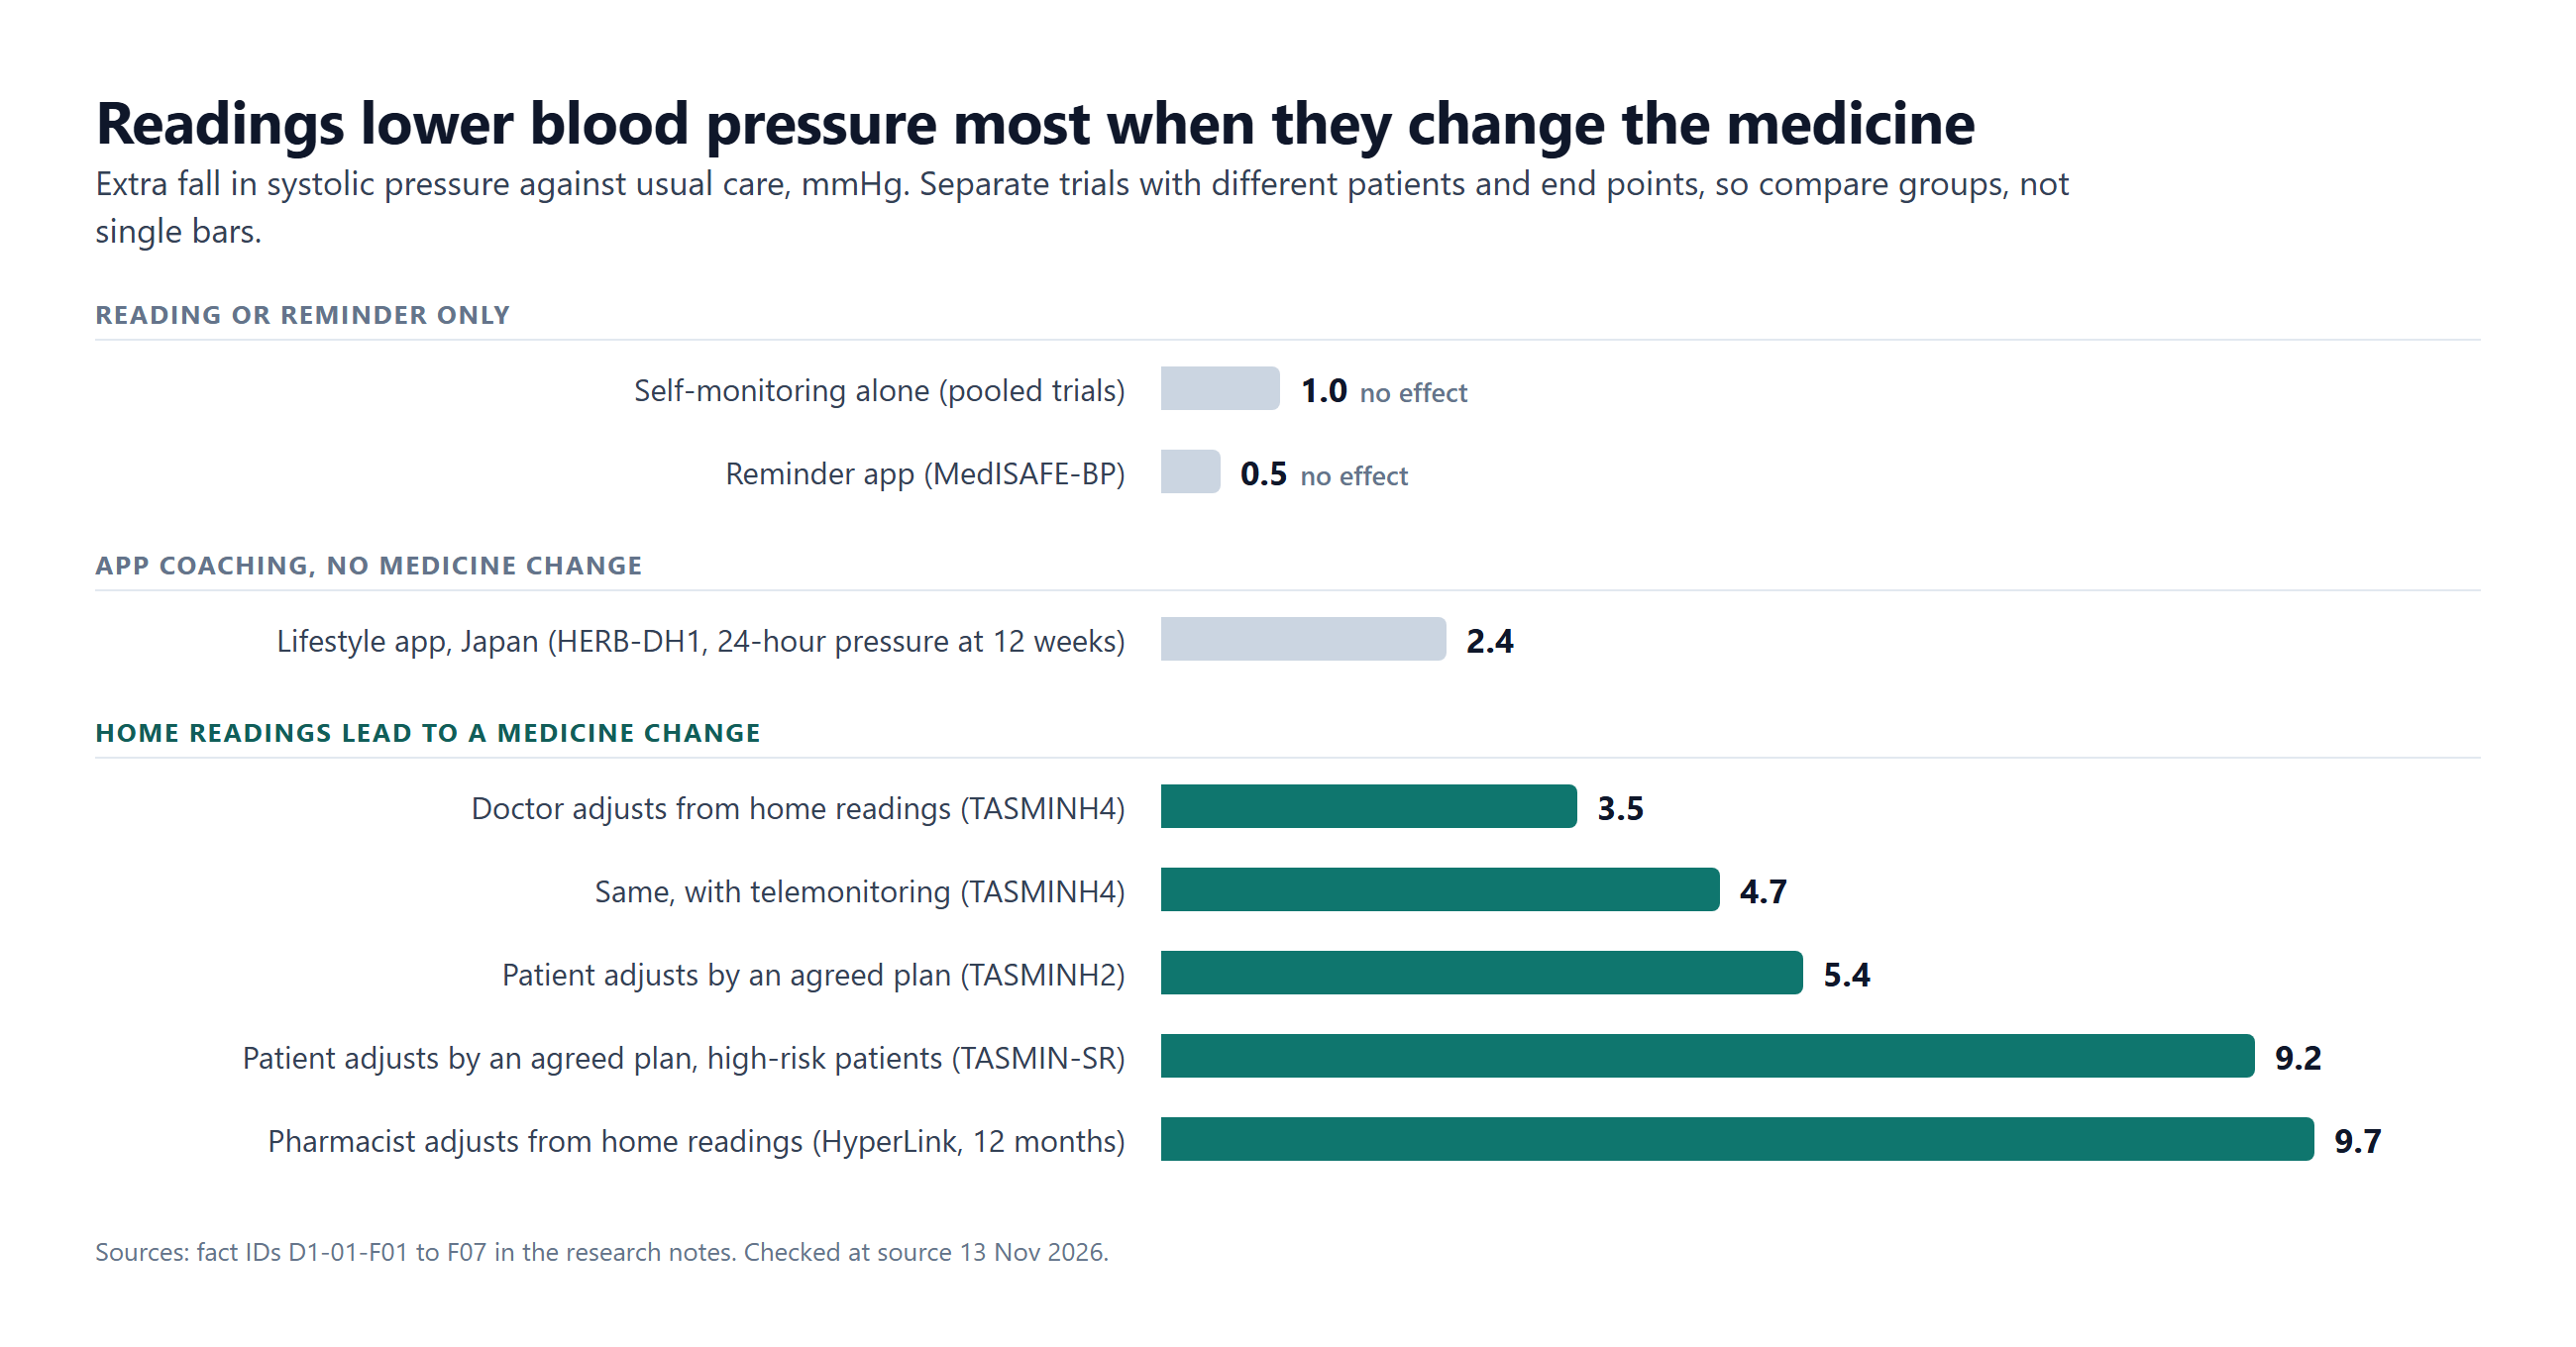 Readings lower blood pressure most when they change the medicine
Extra fall in systolic pressure against usual care, mmHg. Separate trials with different patients and end points, so compare groups, not
single bars.
READING OR REMINDER ONLY
Self-monitoring alone (pooled trials) 1.0 no effect
Reminder app (MedISAFE-BP) 0.5 no effect
APP COACHING, NO MEDICINE CHANGE
Lifestyle app, Japan (HERB-DH1, 24-hour pressure at 12 weeks) 2.4
HOME READINGS LEAD TO A MEDICINE CHANGE
Doctor adjusts from home readings (TASMINH4) 3.5
Same, with telemonitoring (TASMINH4) 4.7
Patient adjusts by an agreed plan (TASMINH2) 5.4
Patient adjusts by an agreed plan, high-risk patients (TASMIN-SR) 9.2
Pharmacist adjusts from home readings (HyperLink, 12 months) 9.7
Sources: fact IDs D1-01-F01 to F07 in the research notes. Checked at source 13 Nov 2026.